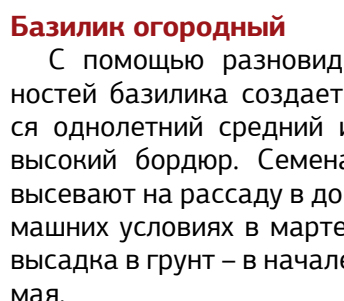 Базилик огородный
С помощью разновид
ностей базилика создает
ся однолетний средний и
высокий бордюр. Семена
высевают на рассаду в до
машних условиях в марте
высадка в грунт – в начале
мая.